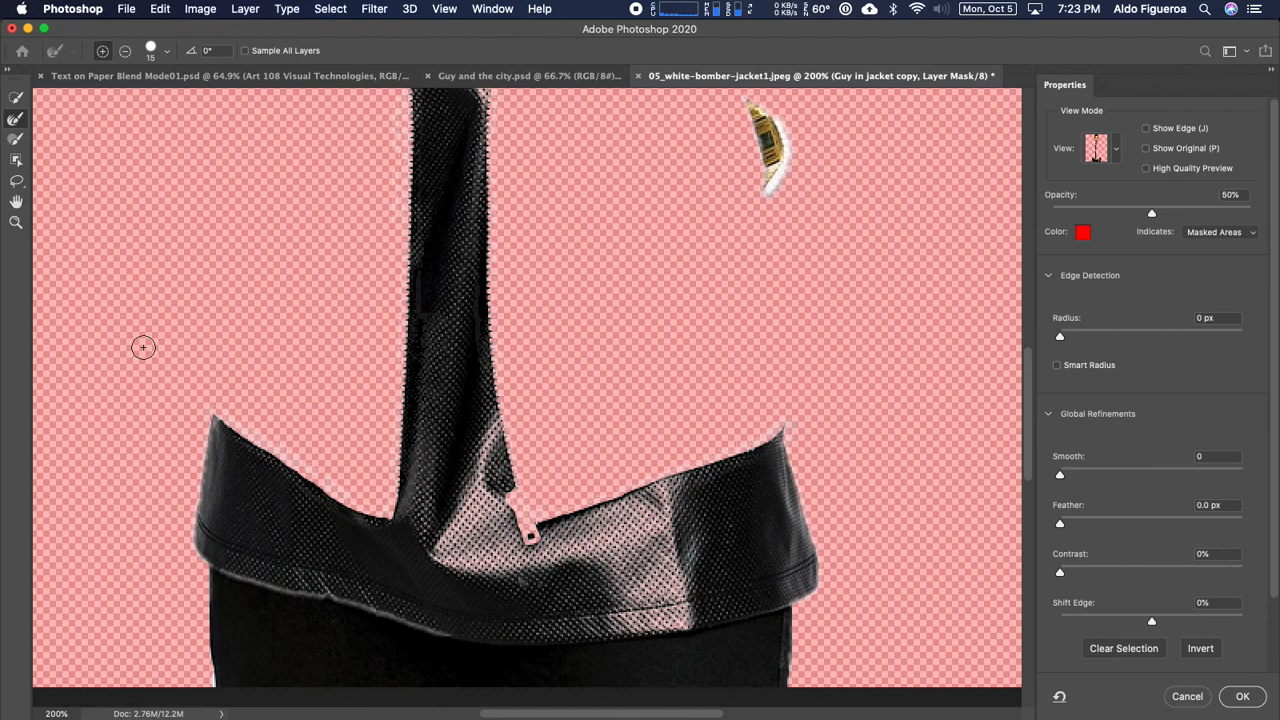 Photoshop File Edit Image Layer Type Select Filter 3D View Window Help 0 KB/s 0 KB/s 60° Mon, Oct 5 7:23 PM Aldo Figueroa
Adobe Photoshop 2020
15 0° Sample All Layers
Text on Paper Blend Mode01.psd @ 64.9% (Art 108 Visual Technologies, RGB/... Guy and the city.psd @ 66.7% (RGB/8#)... 05_white-bomber-jacket1.jpeg @ 200% (Guy in jacket copy, Layer Mask/8) *
Properties
View Mode
View:
Show Edge (J)
Show Original (P)
High Quality Preview
Opacity: 50%
Color: Indicates: Masked Areas
Edge Detection
Radius: 0 px
Smart Radius
Global Refinements
Smooth: 0
Feather: 0.0 px
Contrast: 0%
Shift Edge: 0%
Clear Selection Invert
Cancel OK
200% Doc: 2.76M/12.2M